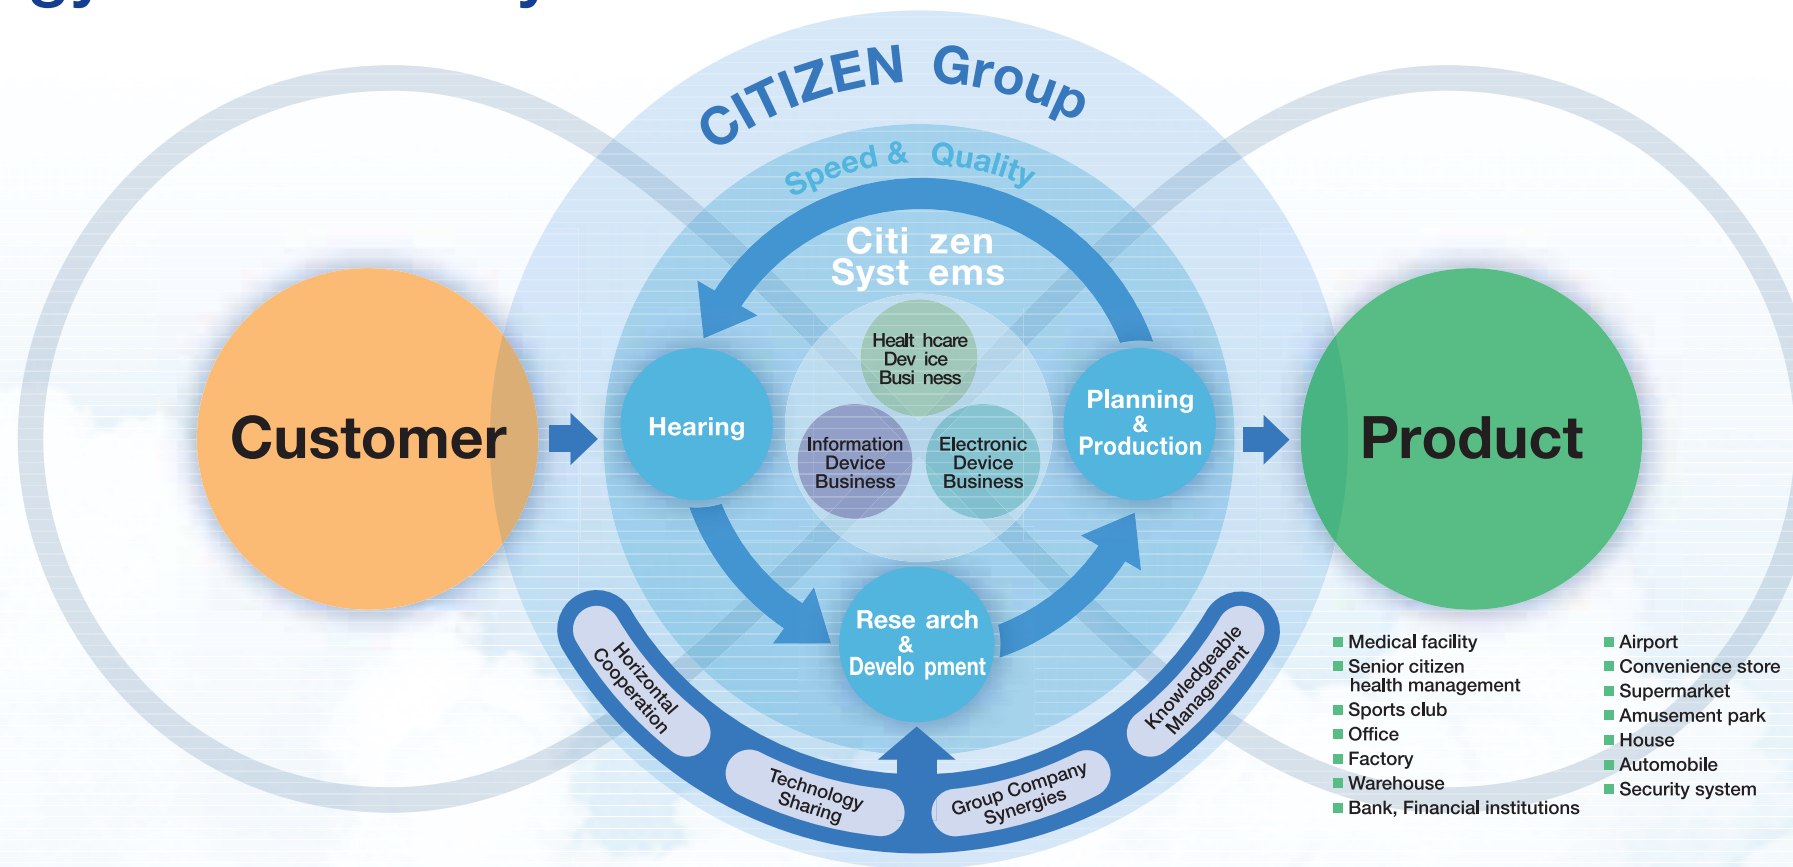 CITIZEN Group
Speed & Quality
Citi zen
Syst ems
Healt hcare
Dev ice
Busi ness
Information
Device
Business
Electronic
Device
Business
Customer
Hearing
Planning
&
Production
Product
Rese arch
&
Develo pment
Horizontal
Cooperation
Technology
Sharing
Group Company
Synergies
Knowledgeable
Management
Medical facility
Senior citizen
health management
Sports club
Office
Factory
Warehouse
Bank, Financial institutions
Airport
Convenience store
Supermarket
Amusement park
House
Automobile
Security system